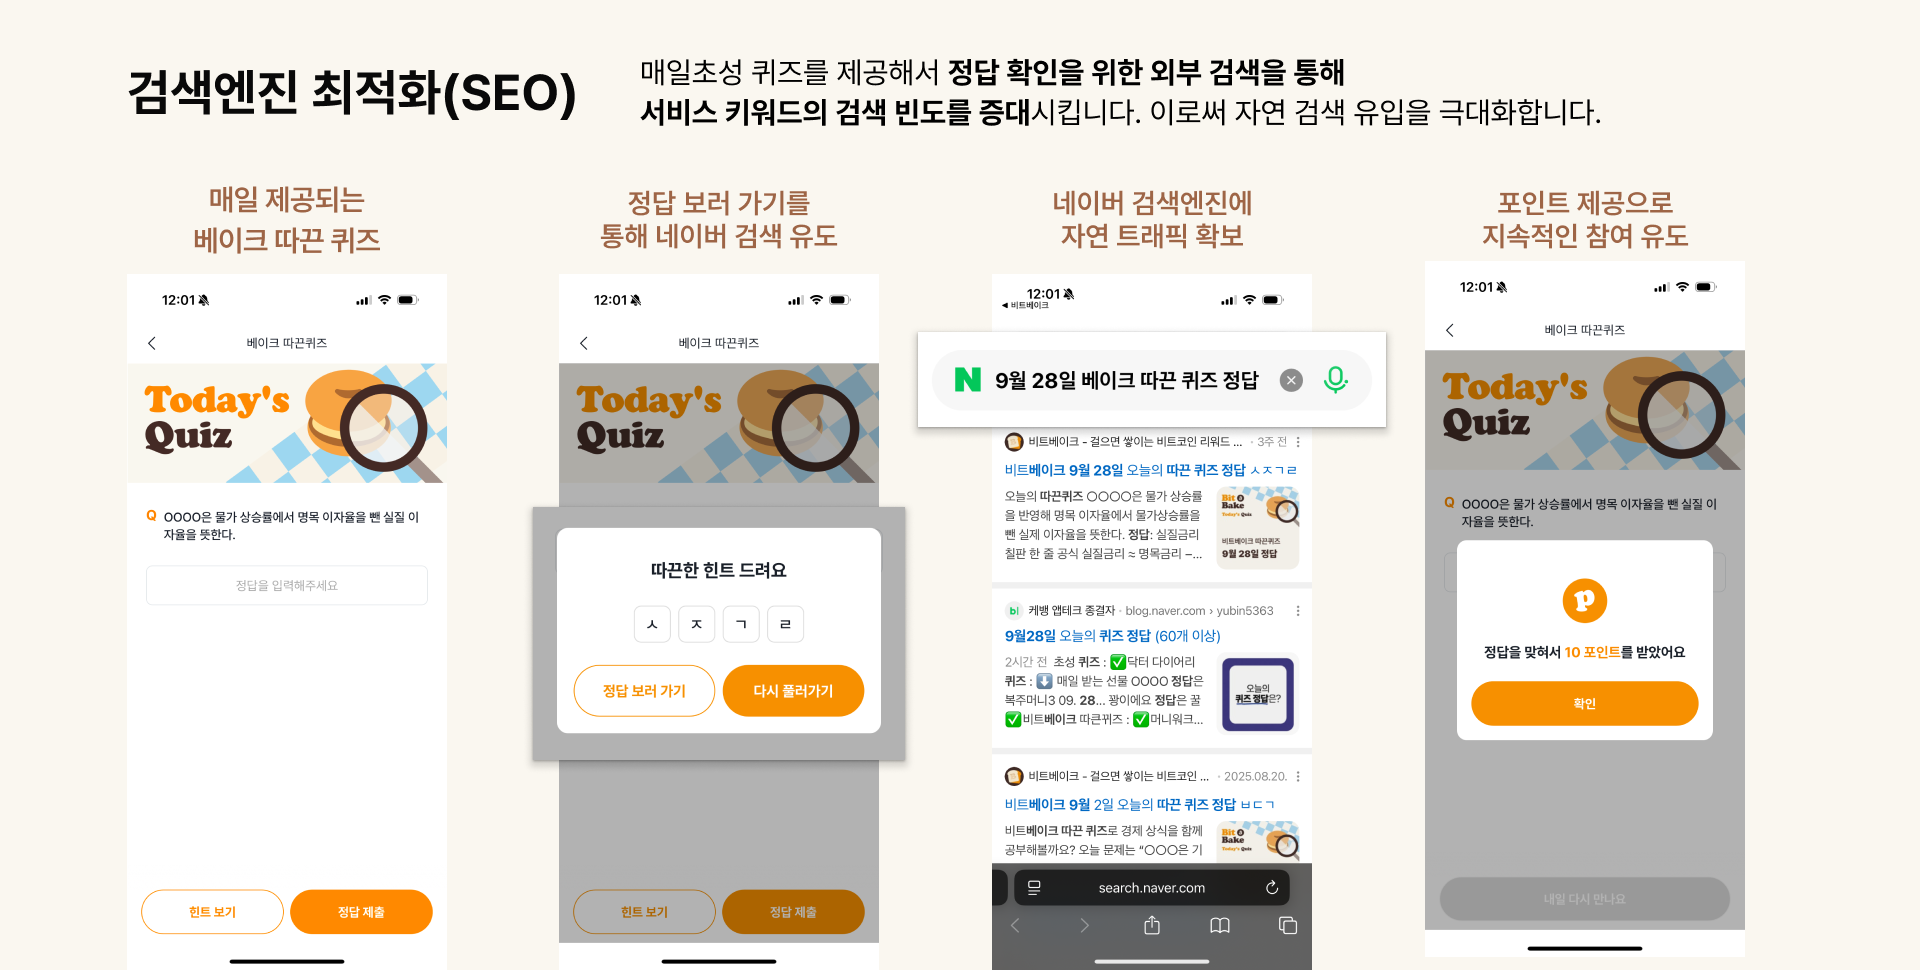 검색엔진 최적화(SEO)
매일초성 퀴즈를 제공해서 정답 확인을 위한 외부 검색을 통해
서비스 키워드의 검색 빈도를 증대시킵니다. 이로써 자연 검색 유입을 극대화합니다.
매일 제공되는
베이크 따끈 퀴즈
12:01
베이크 따끈퀴즈
Today's
Quiz
Q OOOO은 물가 상승률에서 명목 이자율을 뺀 실질 이
자율을 뜻한다.
정답을 입력해주세요
힌트 보기
정답 제출
정답 보러 가기를
통해 네이버 검색 유도
12:01
베이크 따끈퀴즈
Today's
Quiz
따끈한 힌트 드려요
ㅅ ㅈ ㄱ ㄹ
정답 보러 가기
다시 풀러가기
힌트 보기
정답 제출
네이버 검색엔진에
자연 트래픽 확보
12:01
◀ 비트베이크
N 9월 28일 베이크 따끈 퀴즈 정답
비트베이크 - 걸으면 쌓이는 비트코인 리워드 ... · 3주 전
비트베이크 9월 28일 오늘의 따끈 퀴즈 정답 ㅅㅈㄱㄹ
오늘의 따끈퀴즈 〇〇〇〇은 물가 상승률
을 반영해 명목 이자율에서 물가상승률을
뺀 실제 이자율을 뜻한다. 정답: 실질금리
칠판 한 줄 공식 실질금리 ≈ 명목금리 –...
Bit
Bake
Today's Quiz
비트베이크 따끈퀴즈
9월 28일 정답
bl 케뱅 앱테크 종결자 · blog.naver.com › yubin5363
9월28일 오늘의 퀴즈 정답 (60개 이상)
2시간 전 초성 퀴즈 : ✅닥터 다이어리
퀴즈 : ⬇️ 매일 받는 선물 OOOO 정답은
복주머니3 09. 28... 꽝이에요 정답은 꿀
✅비트베이크 따큰퀴즈 : ✅머니워크...
오늘의
퀴즈 정답은?
비트베이크 - 걸으면 쌓이는 비트코인 ... · 2025.08.20.
비트베이크 9월 2일 오늘의 따끈 퀴즈 정답 ㅂㄷㄱ
비트베이크 따끈 퀴즈로 경제 상식을 함께
공부해볼까요? 오늘 문제는 “〇〇〇은 기
Bit
Bake
Today's Quiz
search.naver.com
포인트 제공으로
지속적인 참여 유도
12:01
베이크 따끈퀴즈
Today's
Quiz
Q OOOO은 물가 상승률에서 명목 이자율을 뺀 실질 이
자율을 뜻한다.
p
정답을 맞혀서 10 포인트를 받았어요
확인
내일 다시 만나요